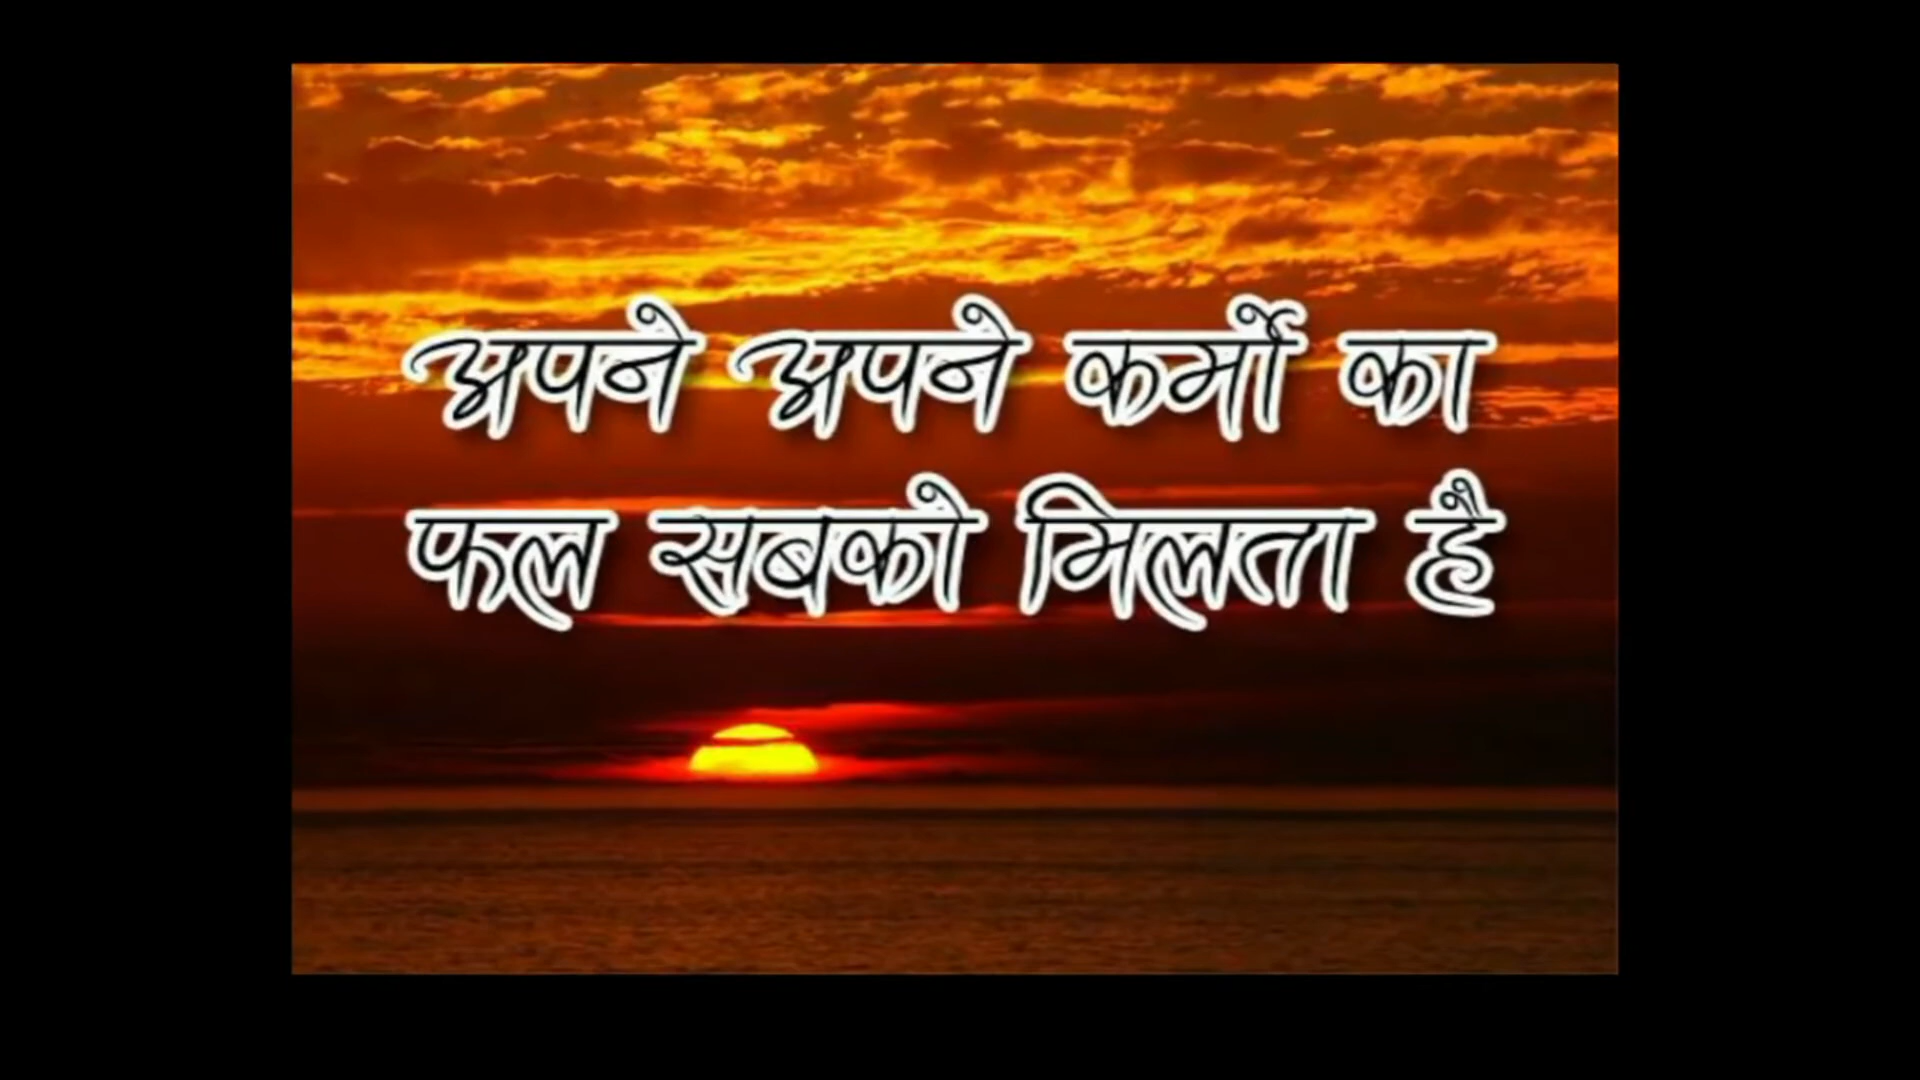 अपने अपने कर्मो का
फल सबको मिलता है